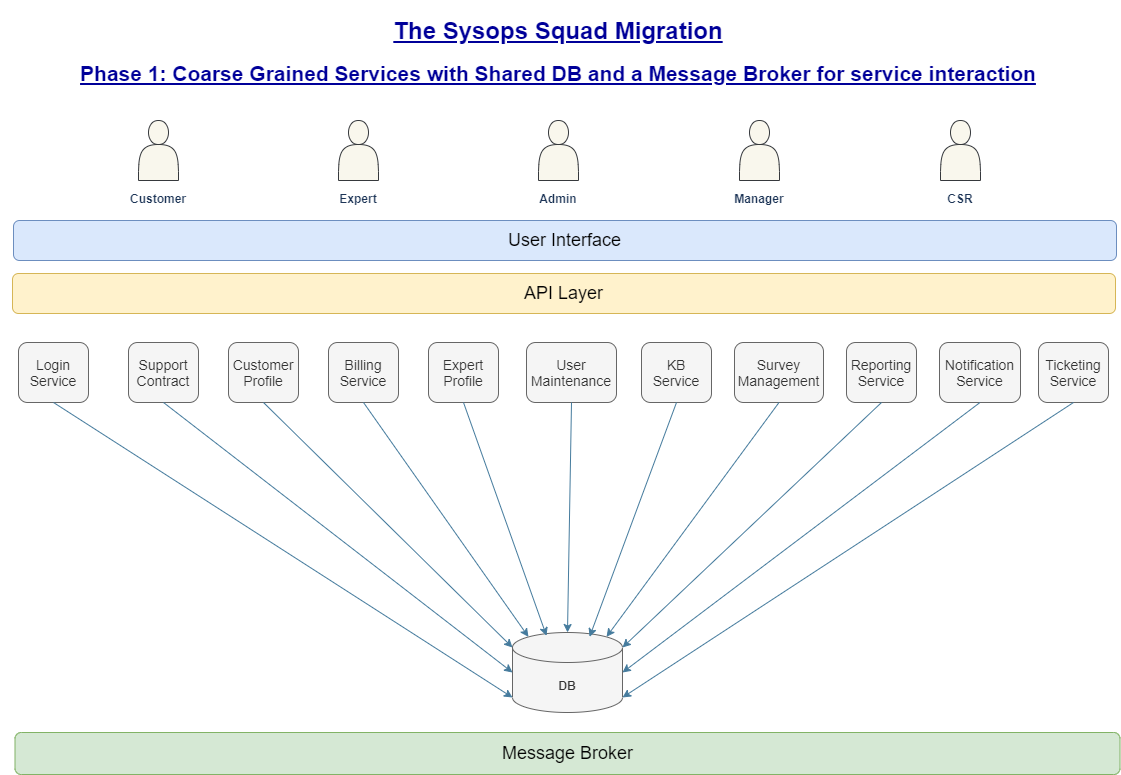 The Sysops Squad Migration
Phase 1: Coarse Grained Services with Shared DB and a Message Broker for service interaction
Customer
Expert
Admin
Manager
CSR
User Interface
API Layer
Login
Service
Support
Contract
Customer
Profile
Billing
Service
Expert
Profile
User
Maintenance
KB
Service
Survey
Management
Reporting
Service
Notification
Service
Ticketing
Service
DB
Message Broker